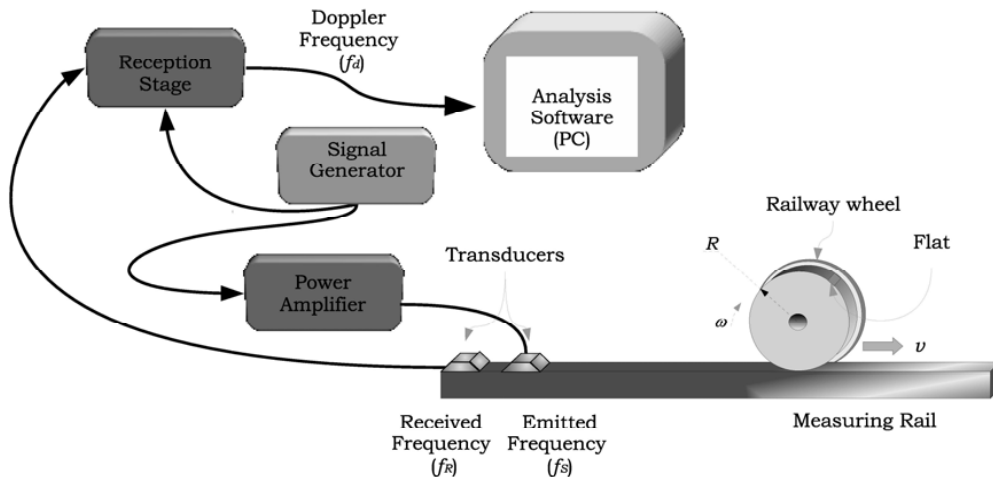 Doppler
Frequency
(fd)
Reception
Stage
Analysis
Software
(PC)
Signal
Generator
Railway wheel
R
Flat
Transducers
Power
Amplifier
ω
v
Received
Frequency
(fR)
Emitted
Frequency
(fS)
Measuring Rail